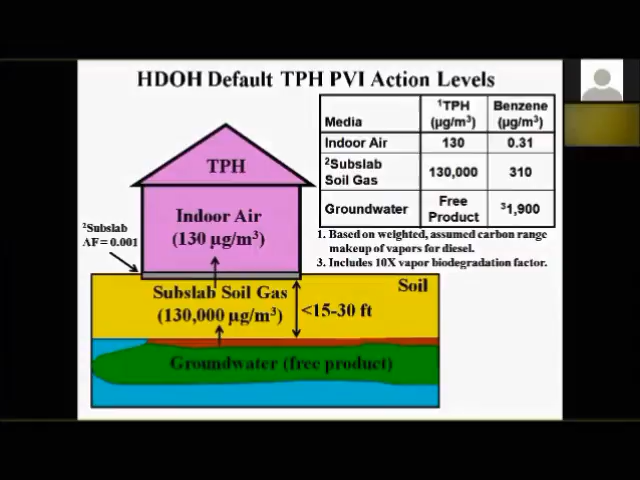 HDOH Default TPH PVI Action Levels
Media
¹TPH
(µg/m³)
Benzene
(µg/m³)
Indoor Air 130 0.31
²Subslab
Soil Gas
130,000 310
Groundwater
Free
Product
³1,900
1. Based on weighted, assumed carbon range
makeup of vapors for diesel.
3. Includes 10X vapor biodegradation factor.
TPH
Indoor Air
(130 µg/m³)
²Subslab
AF = 0.001
Soil
Subslab Soil Gas
(130,000 µg/m³)
<15-30 ft
Groundwater (free product)